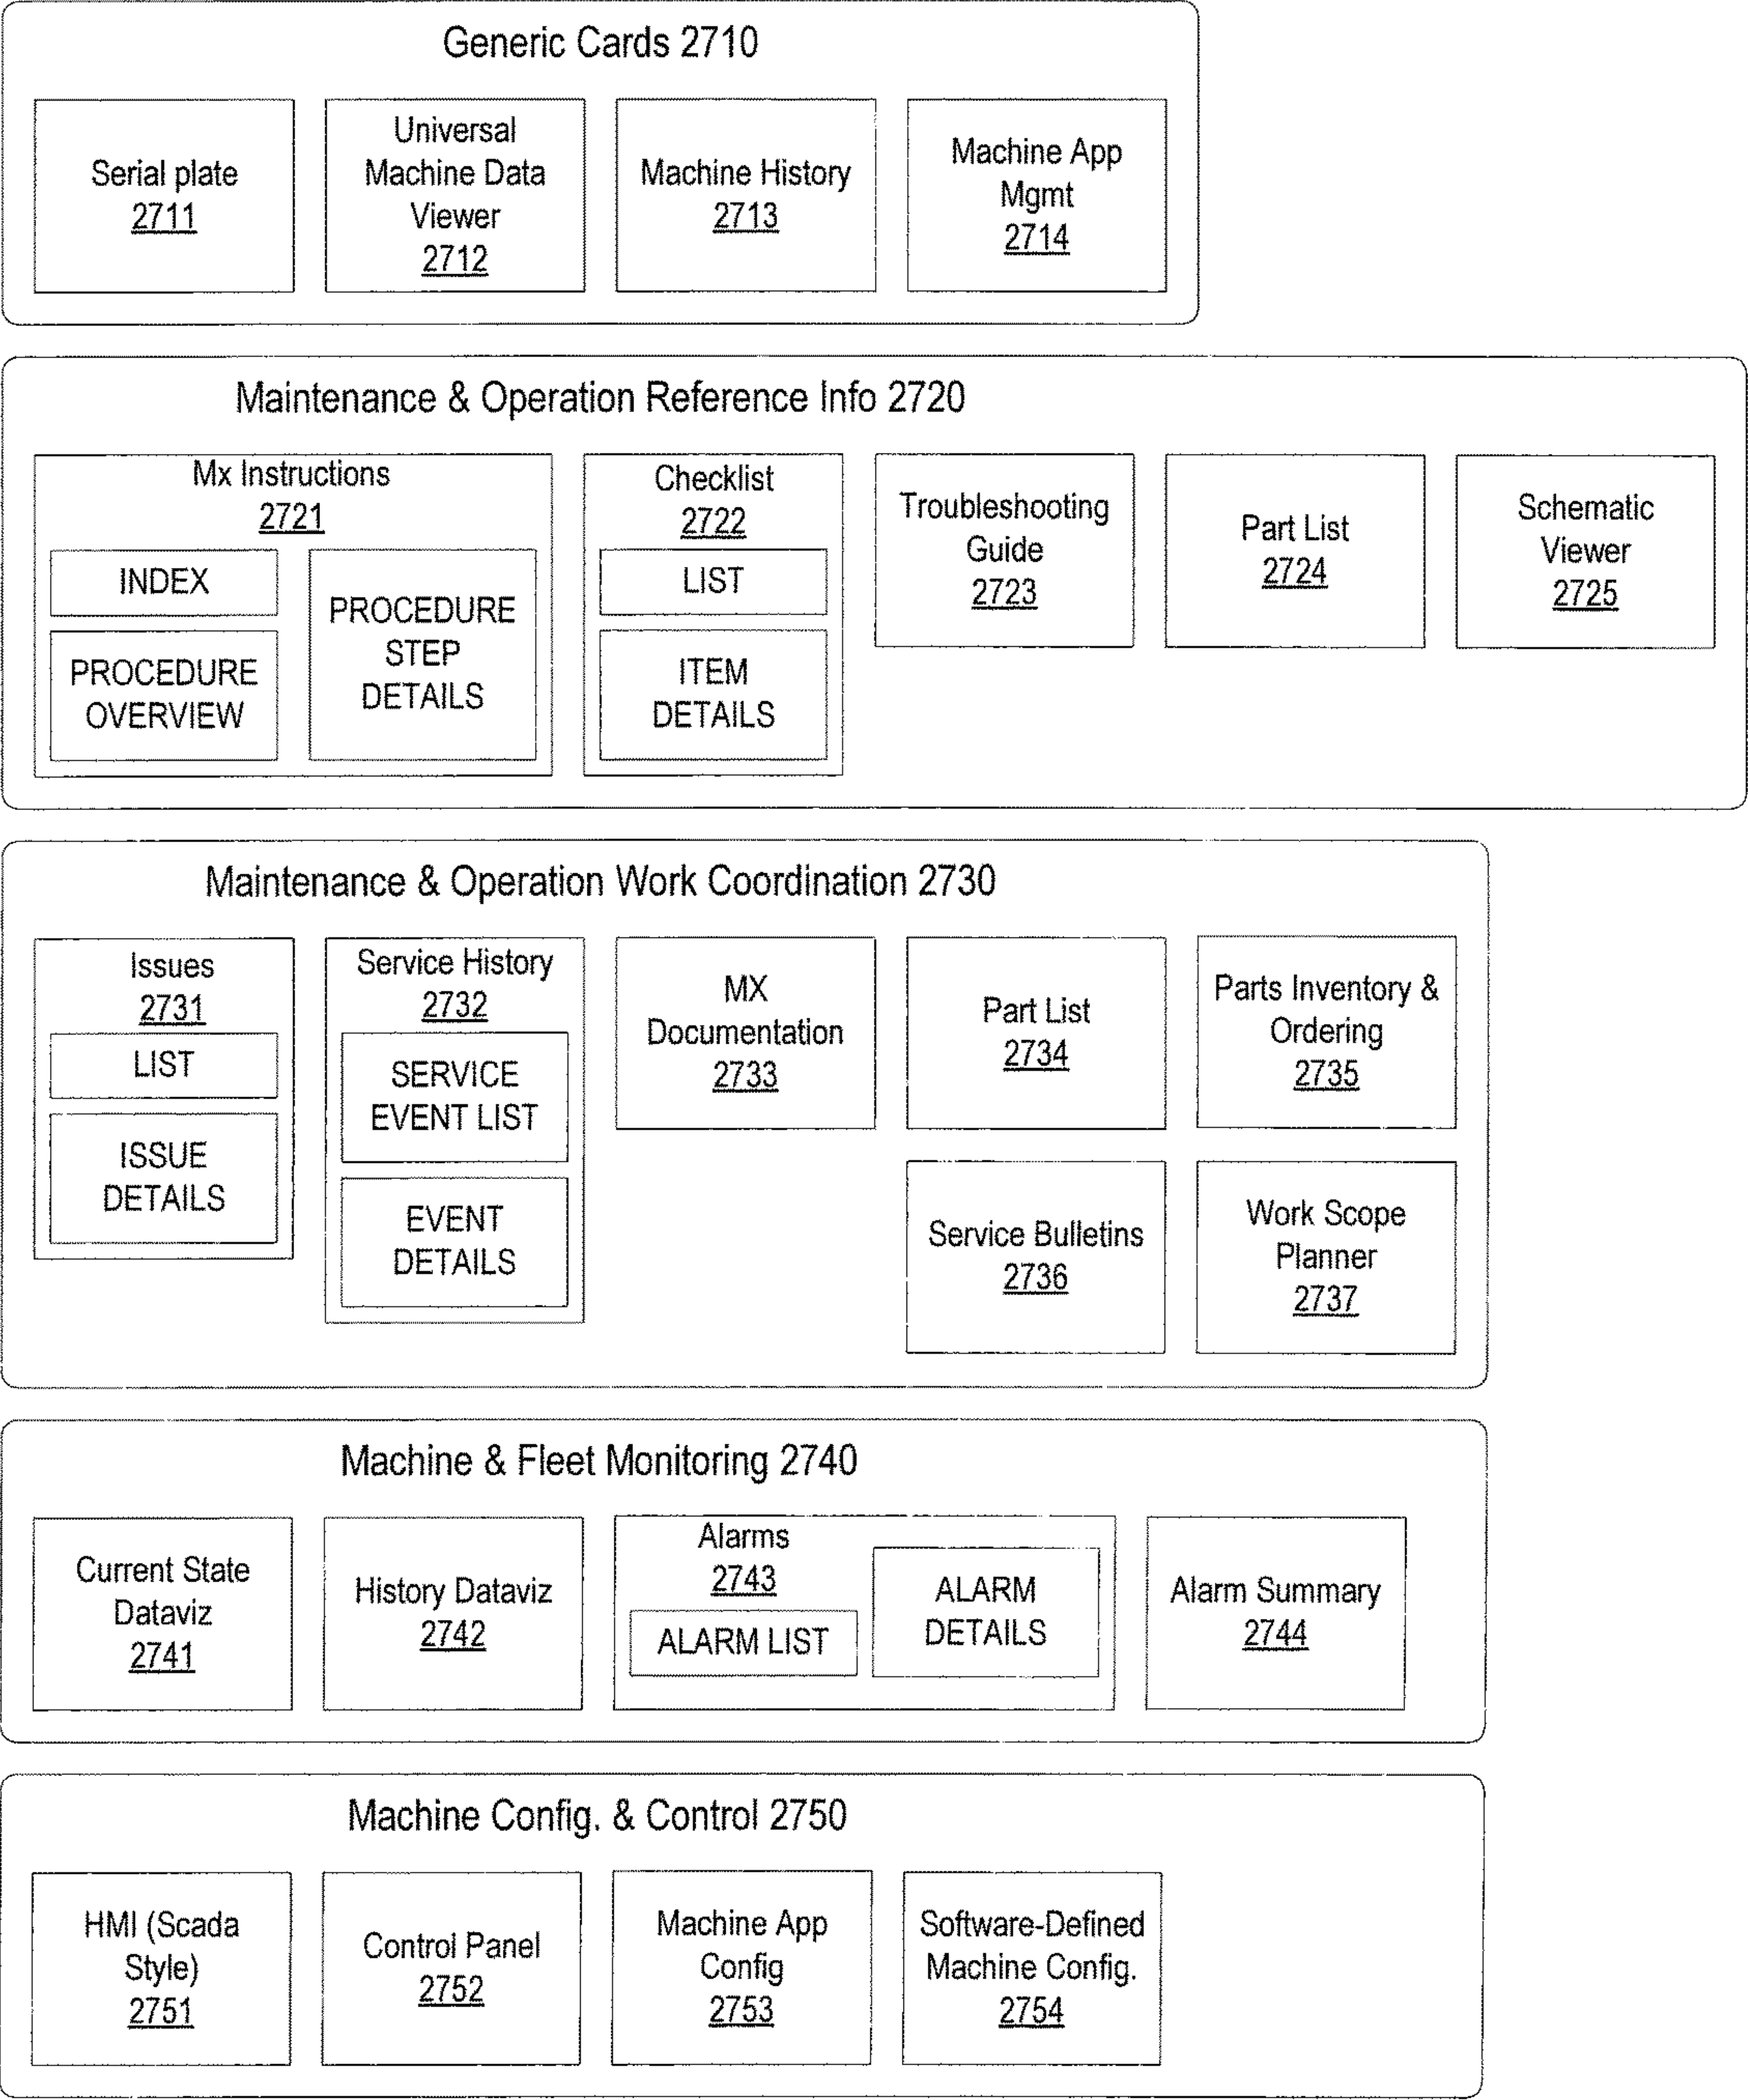 Generic Cards 2710
Serial plate
2711
Universal
Machine Data
Viewer
2712
Machine History
2713
Machine App
Mgmt
2714
Maintenance & Operation Reference Info 2720
Mx Instructions
2721
INDEX
PROCEDURE
OVERVIEW
PROCEDURE
STEP
DETAILS
Checklist
2722
LIST
ITEM
DETAILS
Troubleshooting
Guide
2723
Part List
2724
Schematic
Viewer
2725
Maintenance & Operation Work Coordination 2730
Issues
2731
LIST
ISSUE
DETAILS
Service History
2732
SERVICE
EVENT LIST
EVENT
DETAILS
MX
Documentation
2733
Part List
2734
Parts Inventory &
Ordering
2735
Service Bulletins
2736
Work Scope
Planner
2737
Machine & Fleet Monitoring 2740
Current State
Dataviz
2741
History Dataviz
2742
Alarms
2743
ALARM LIST
ALARM
DETAILS
Alarm Summary
2744
Machine Config. & Control 2750
HMI (Scada
Style)
2751
Control Panel
2752
Machine App
Config
2753
Software-Defined
Machine Config.
2754